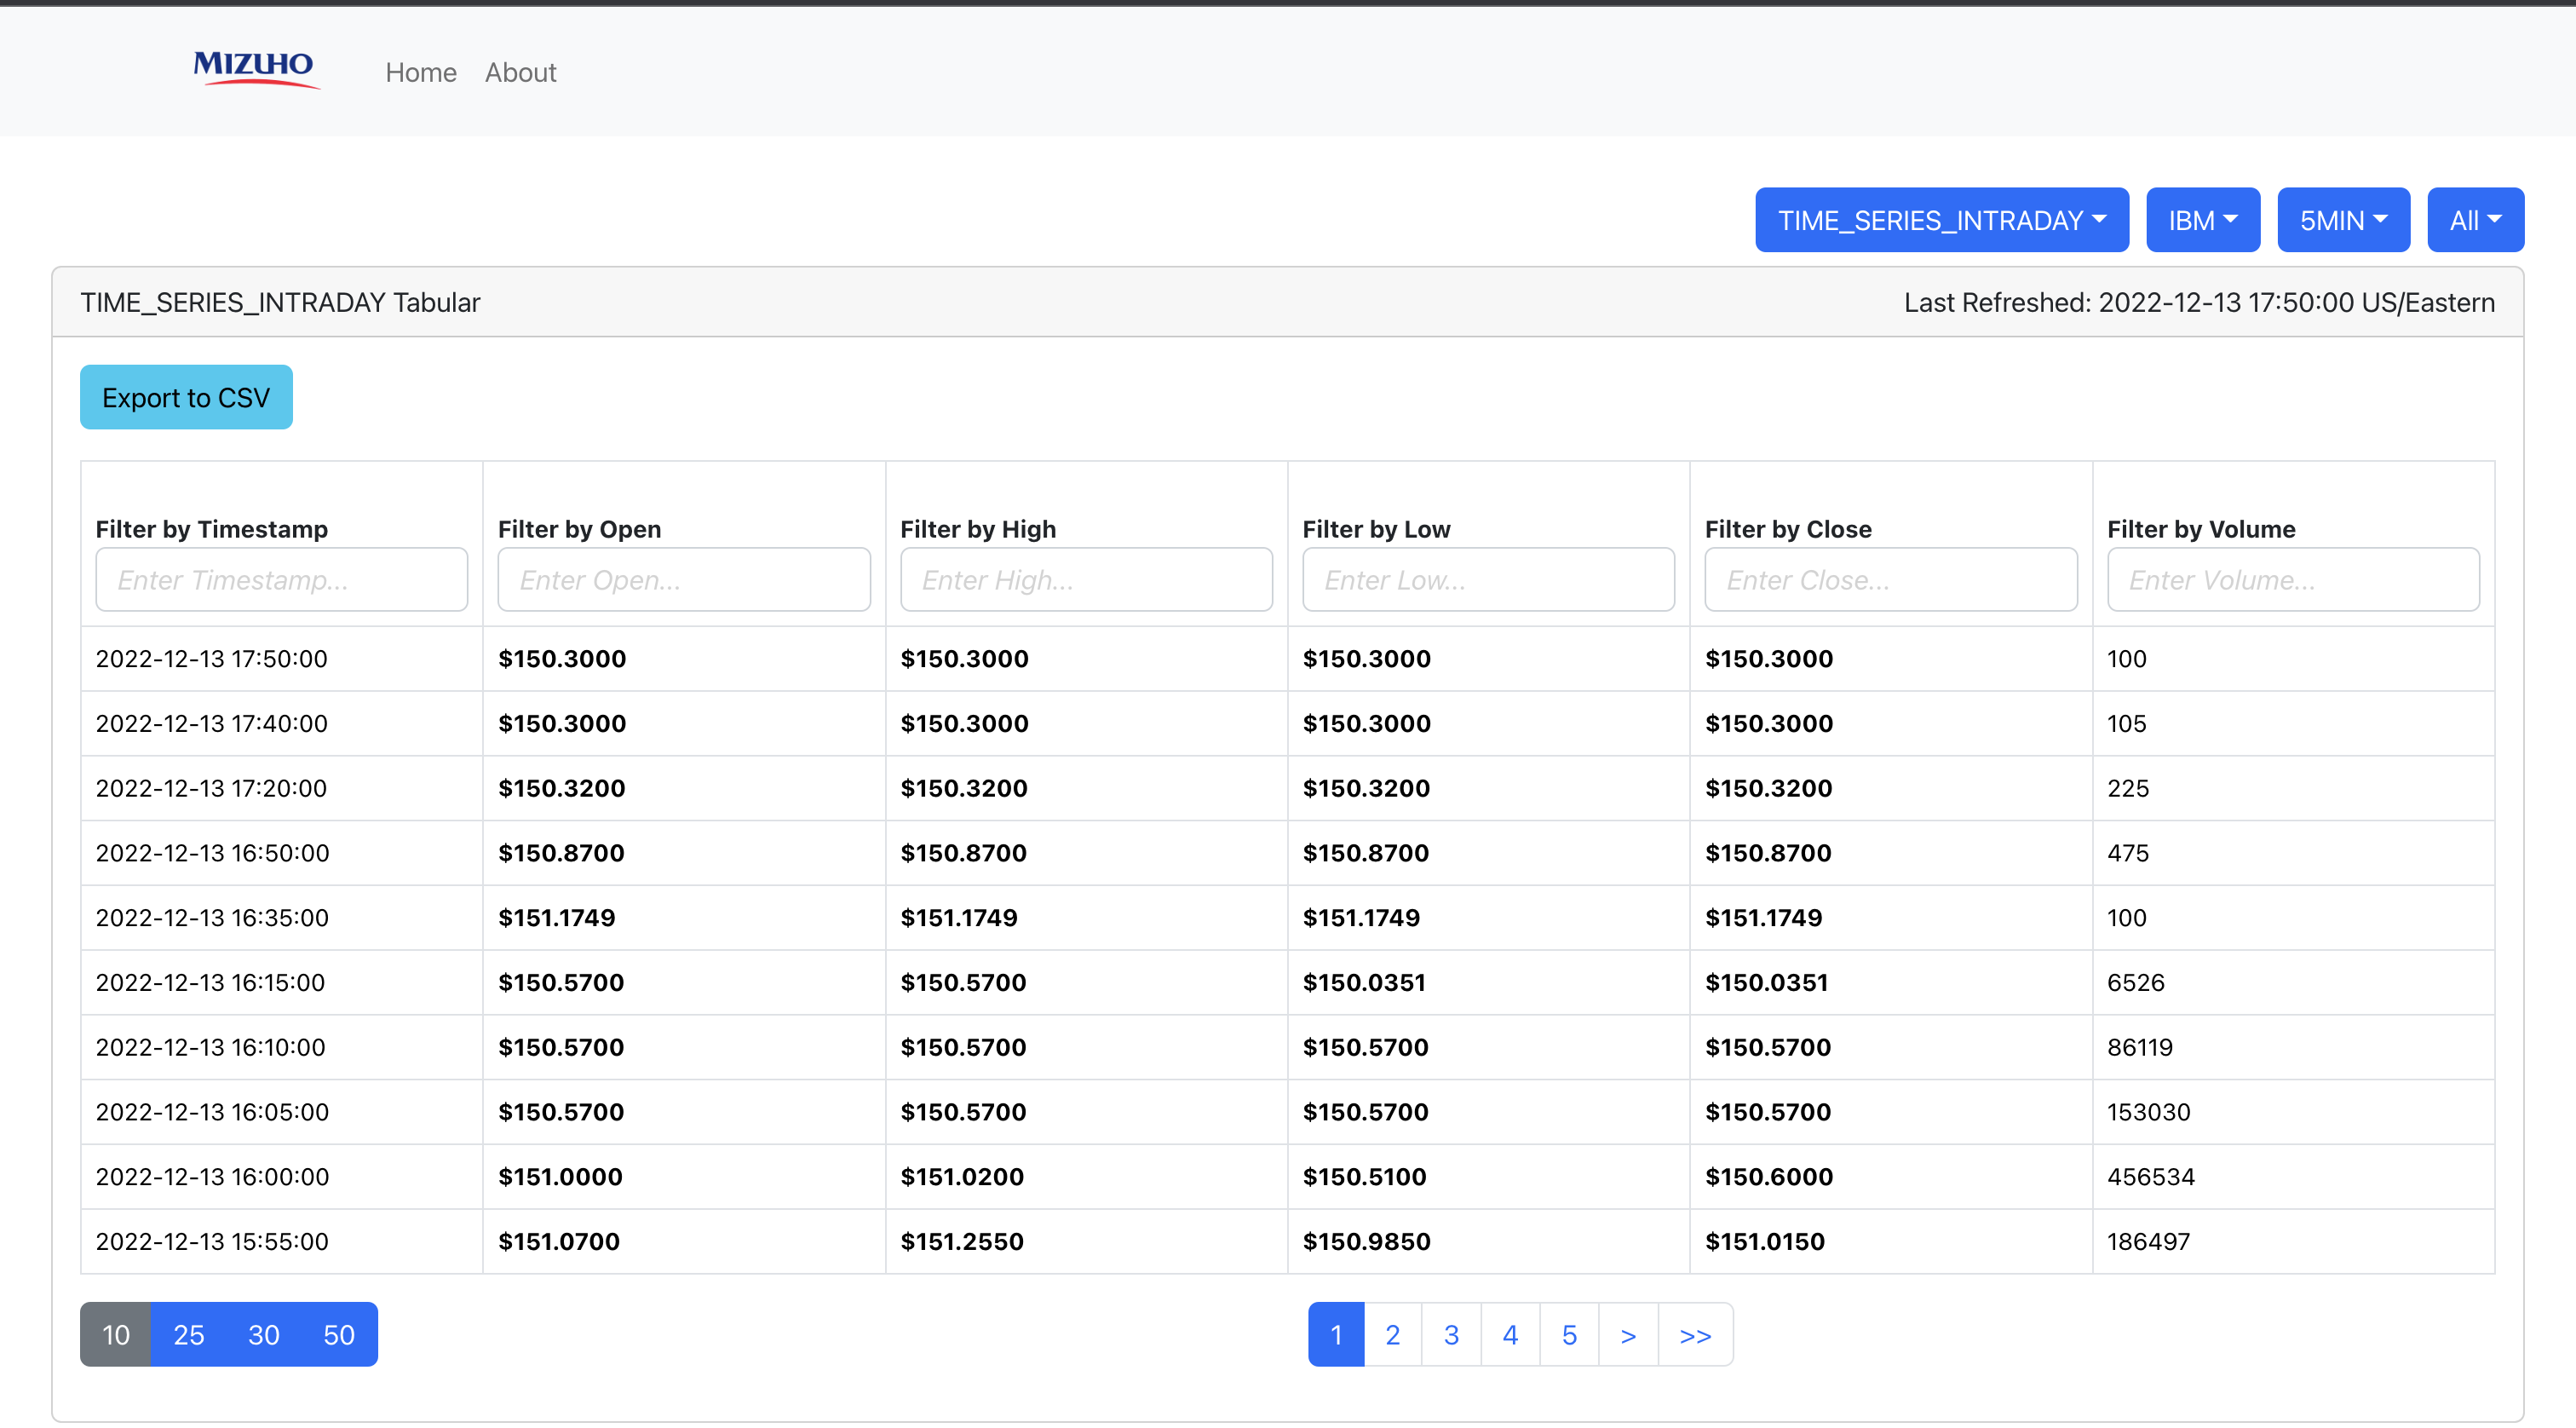 MIZUHO Home About
TIME_SERIES_INTRADAY IBM 5MIN All
TIME_SERIES_INTRADAY Tabular Last Refreshed: 2022-12-13 17:50:00 US/Eastern
Export to CSV
Filter by Timestamp Filter by Open Filter by High Filter by Low Filter by Close Filter by Volume
Enter Timestamp... Enter Open... Enter High... Enter Low... Enter Close... Enter Volume...
2022-12-13 17:50:00 $150.3000 $150.3000 $150.3000 $150.3000 100
2022-12-13 17:40:00 $150.3000 $150.3000 $150.3000 $150.3000 105
2022-12-13 17:20:00 $150.3200 $150.3200 $150.3200 $150.3200 225
2022-12-13 16:50:00 $150.8700 $150.8700 $150.8700 $150.8700 475
2022-12-13 16:35:00 $151.1749 $151.1749 $151.1749 $151.1749 100
2022-12-13 16:15:00 $150.5700 $150.5700 $150.0351 $150.0351 6526
2022-12-13 16:10:00 $150.5700 $150.5700 $150.5700 $150.5700 86119
2022-12-13 16:05:00 $150.5700 $150.5700 $150.5700 $150.5700 153030
2022-12-13 16:00:00 $151.0000 $151.0200 $150.5100 $150.6000 456534
2022-12-13 15:55:00 $151.0700 $151.2550 $150.9850 $151.0150 186497
10 25 30 50 1 2 3 4 5 > >>